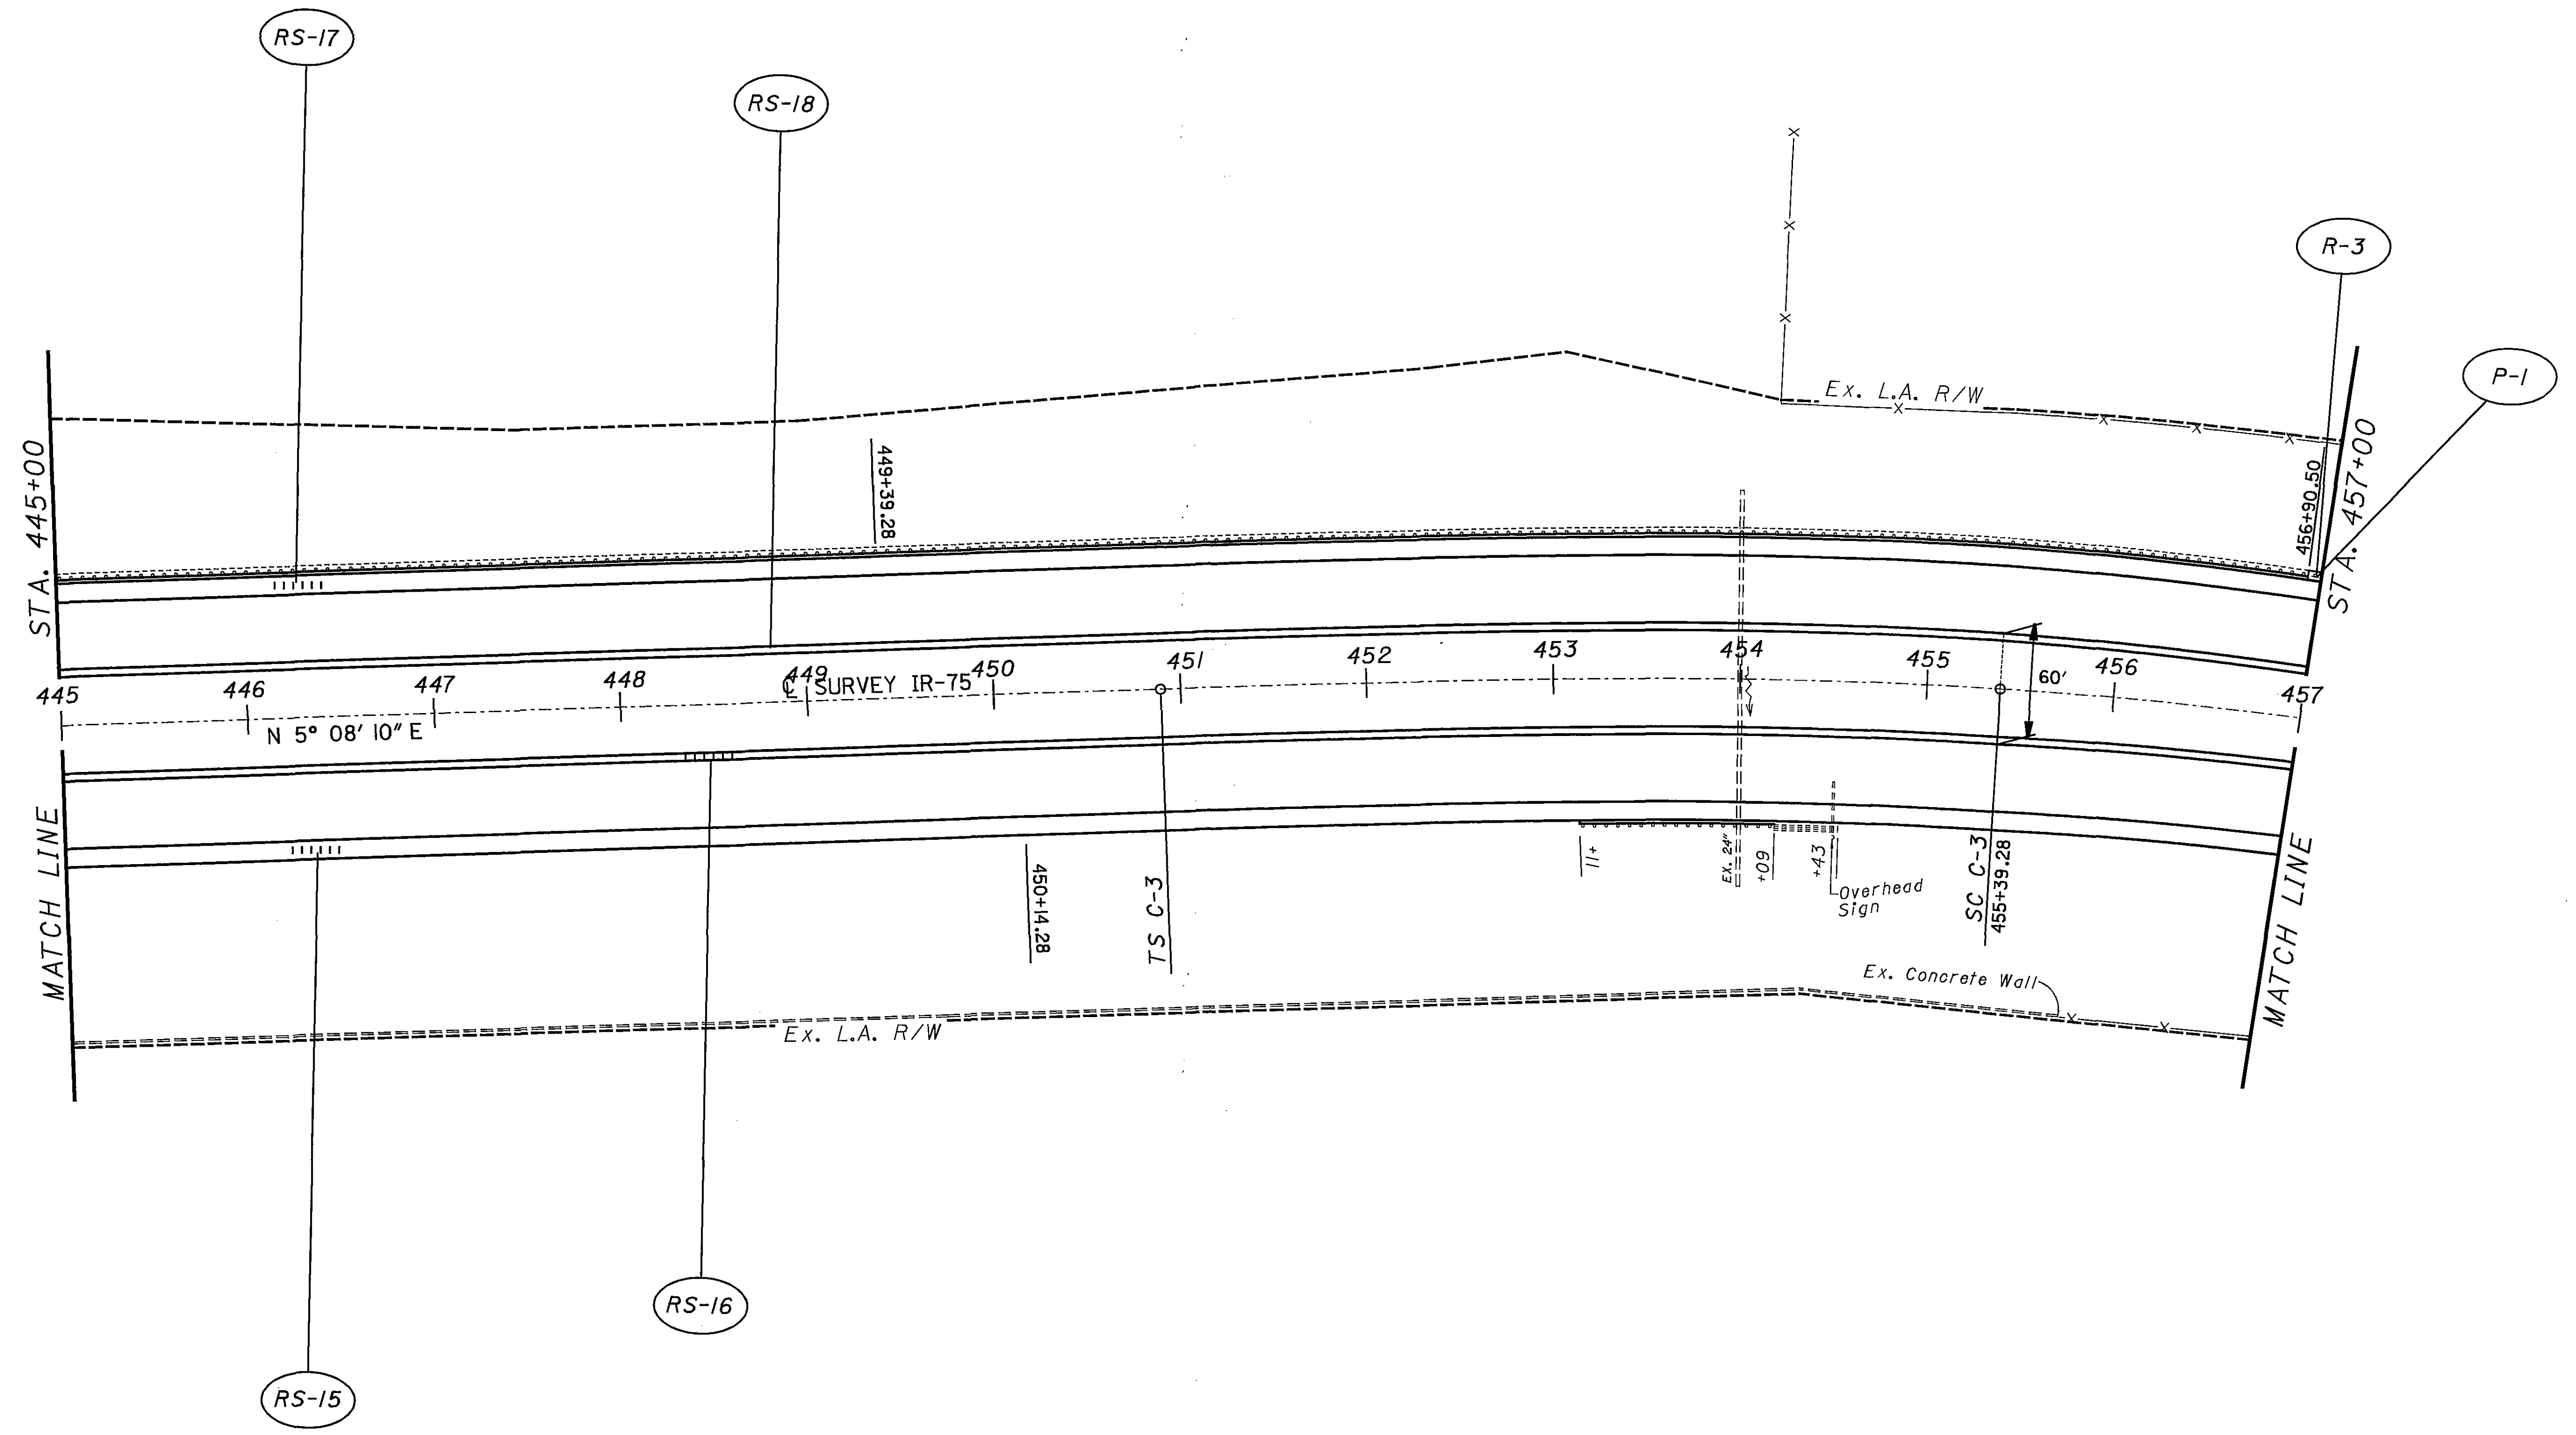 RS-17
RS-18
R-3
P-1
Ex. L.A. R/W
STA. 445+00
449+39.28
456+90.50
STA. 457+00
445
446
447
448
449
450
451
452
453
454
455
456
457
℄ SURVEY IR-75
N 5° 08' 10" E
60'
MATCH LINE
450+14.28
TS C-3
+11
EX. 24"
+09
+43
Overhead
Sign
SC C-3
455+39.28
MATCH LINE
Ex. Concrete Wall
Ex. L.A. R/W
RS-16
RS-15